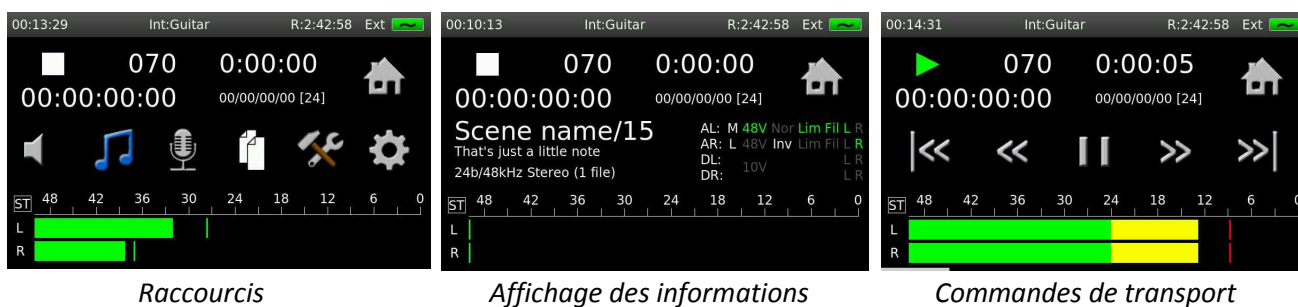 00:13:29 Int:Guitar R:2:42:58 Ext
070 0:00:00
00:00:00:00 00/00/00/00 [24]
ST 48 42 36 30 24 18 12 6 0
L
R
Raccourcis
00:10:13 Int:Guitar R:2:42:58 Ext
070 0:00:00
00:00:00:00 00/00/00/00 [24]
Scene name/15
That's just a little note
24b/48kHz Stereo (1 file)
AL: M 48V Nor Lim Fil L R
AR: L 48V Inv Lim Fil L R
DL: L R
10V
DR: L R
ST 48 42 36 30 24 18 12 6 0
L
R
Affichage des informations
00:14:31 Int:Guitar R:2:42:58 Ext
070 0:00:05
00:00:00:00 00/00/00/00 [24]
ST 48 42 36 30 24 18 12 6 0
L
R
Commandes de transport